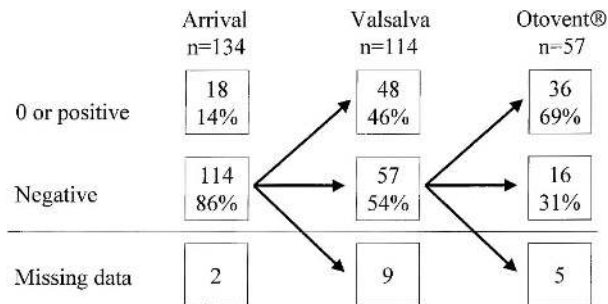 Arrival Valsalva Otovent®
n=134 n=114 n=57
0 or positive 18 48 36
14% 46% 69%
Negative 114 57 16
86% 54% 31%
Missing data 2 9 5